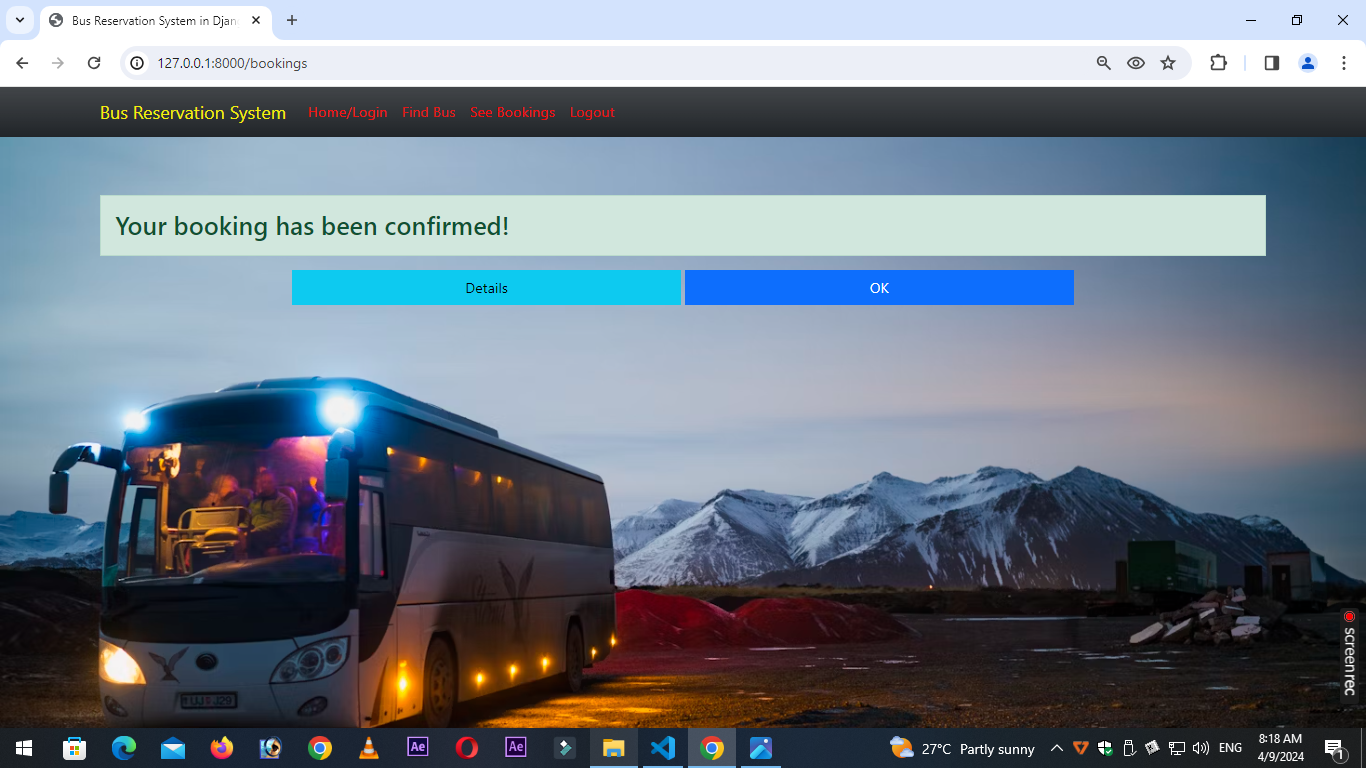 Bus Reservation System in Djan
127.0.0.1:8000/bookings
Bus Reservation System Home/Login Find Bus See Bookings Logout
Your booking has been confirmed!
Details OK
screenrec
Ae Ae 27°C Partly sunny ENG 8:18 AM
4/9/2024
1